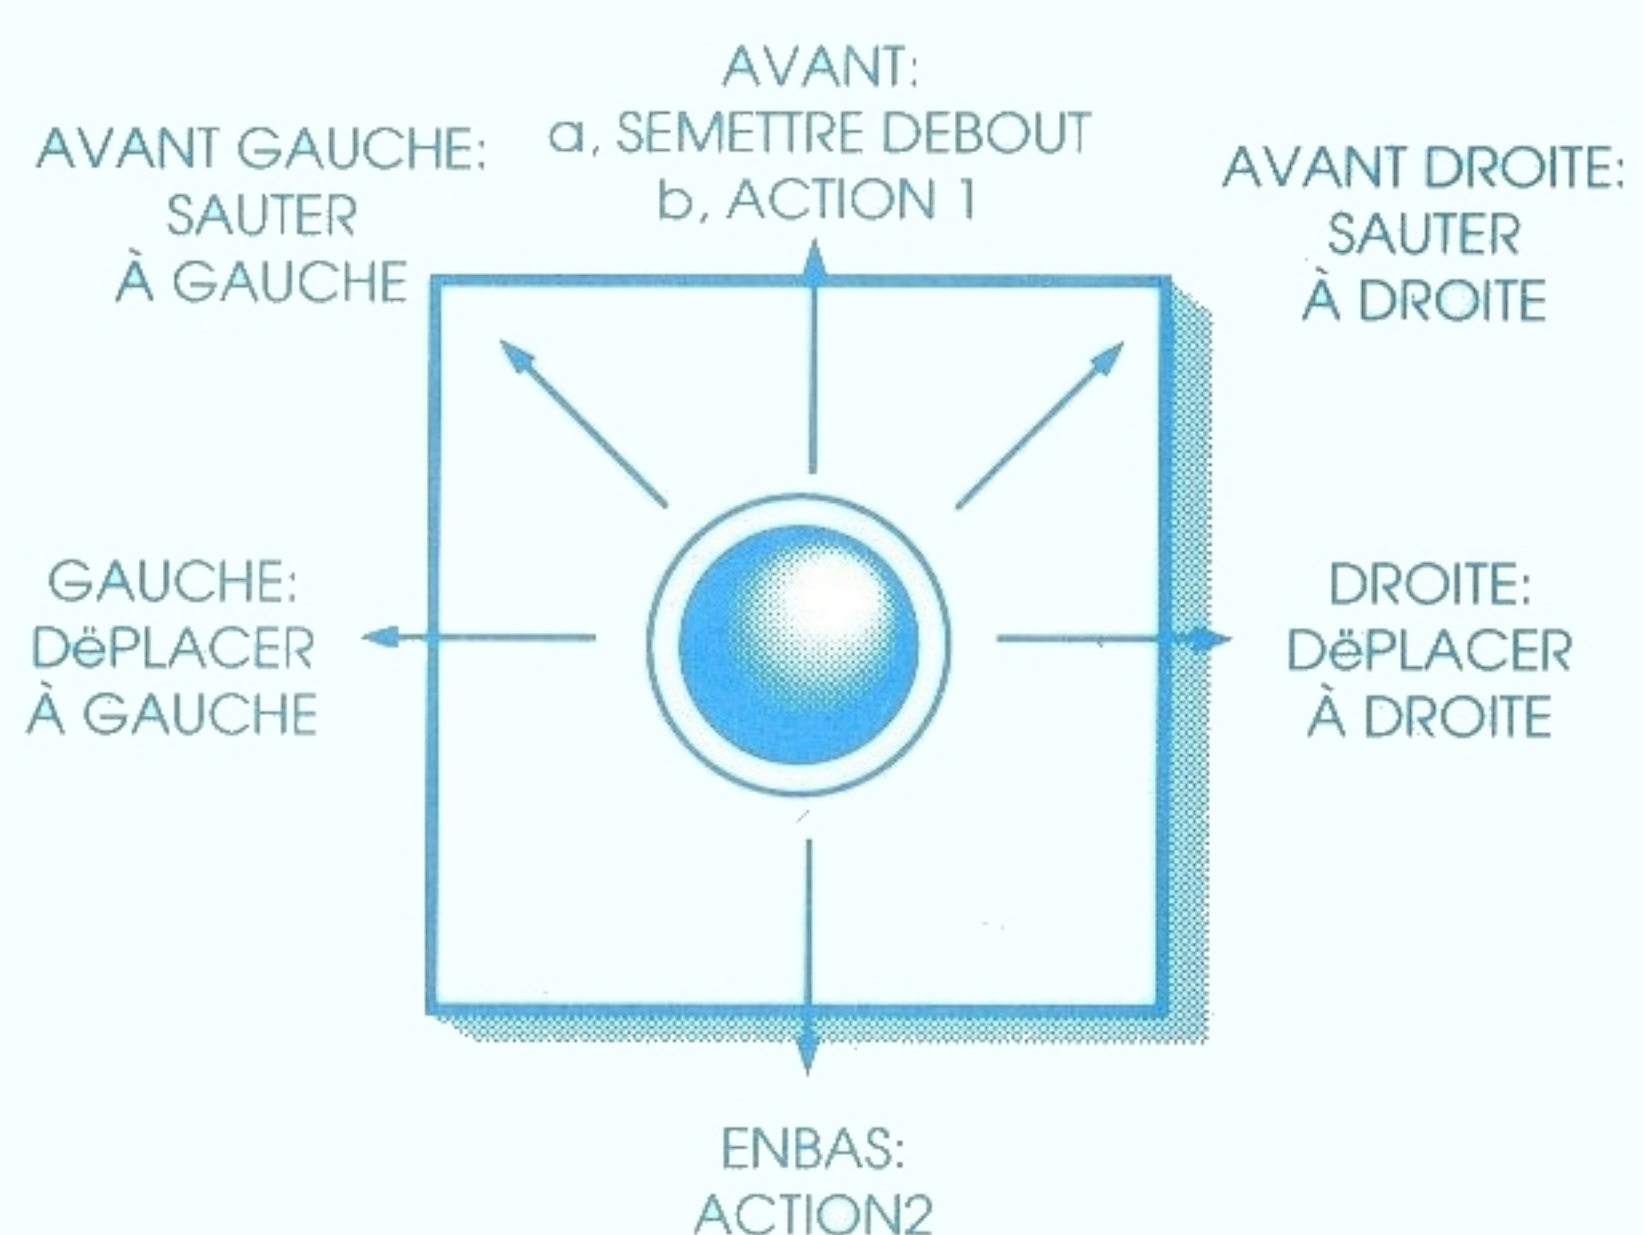 AVANT:
a, SEMETTRE DEBOUT
b, ACTION 1
AVANT GAUCHE:
SAUTER
À GAUCHE
AVANT DROITE:
SAUTER
À DROITE
GAUCHE:
DëPLACER
À GAUCHE
DROITE:
DëPLACER
À DROITE
ENBAS:
ACTION2